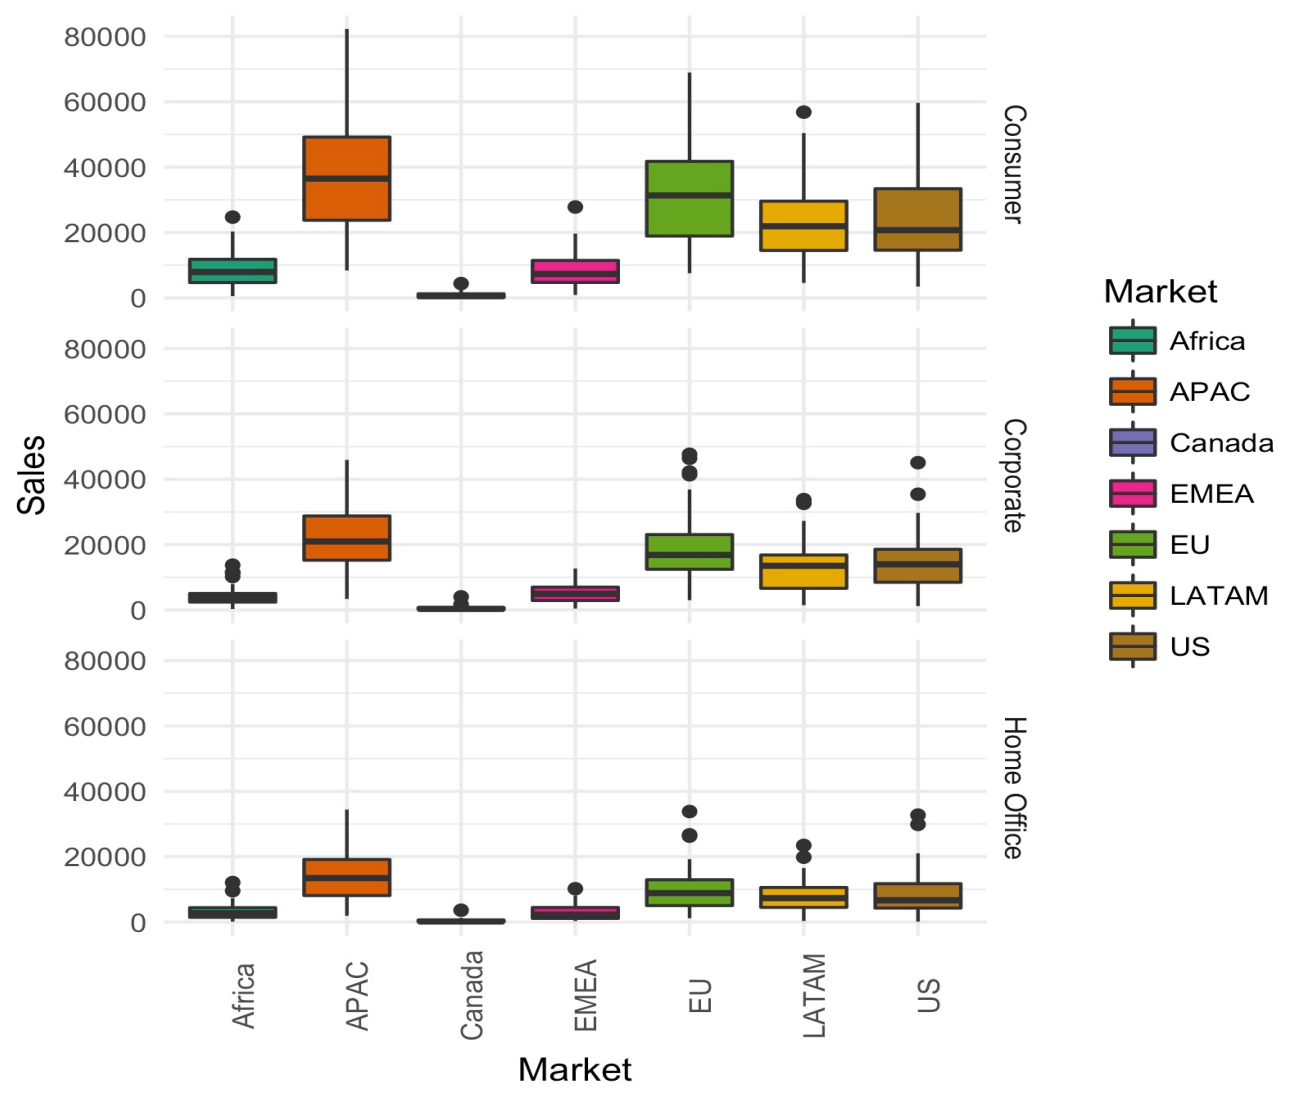 80000
60000
40000
20000
0
Consumer
80000
60000
40000
20000
0
Corporate
80000
60000
40000
20000
0
Home Office
Sales
Africa
APAC
Canada
EMEA
EU
LATAM
US
Market
Market
Africa
APAC
Canada
EMEA
EU
LATAM
US